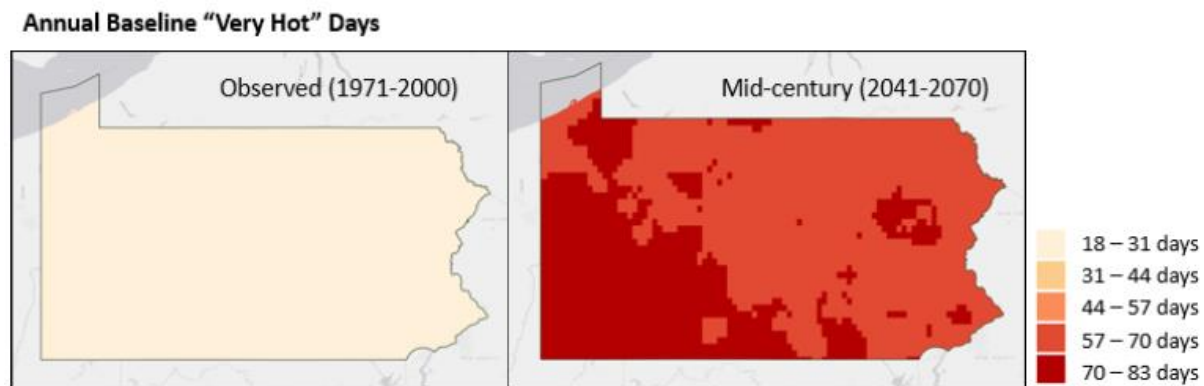 Annual Baseline “Very Hot” Days
Observed (1971-2000)
Mid-century (2041-2070)
18 – 31 days
31 – 44 days
44 – 57 days
57 – 70 days
70 – 83 days